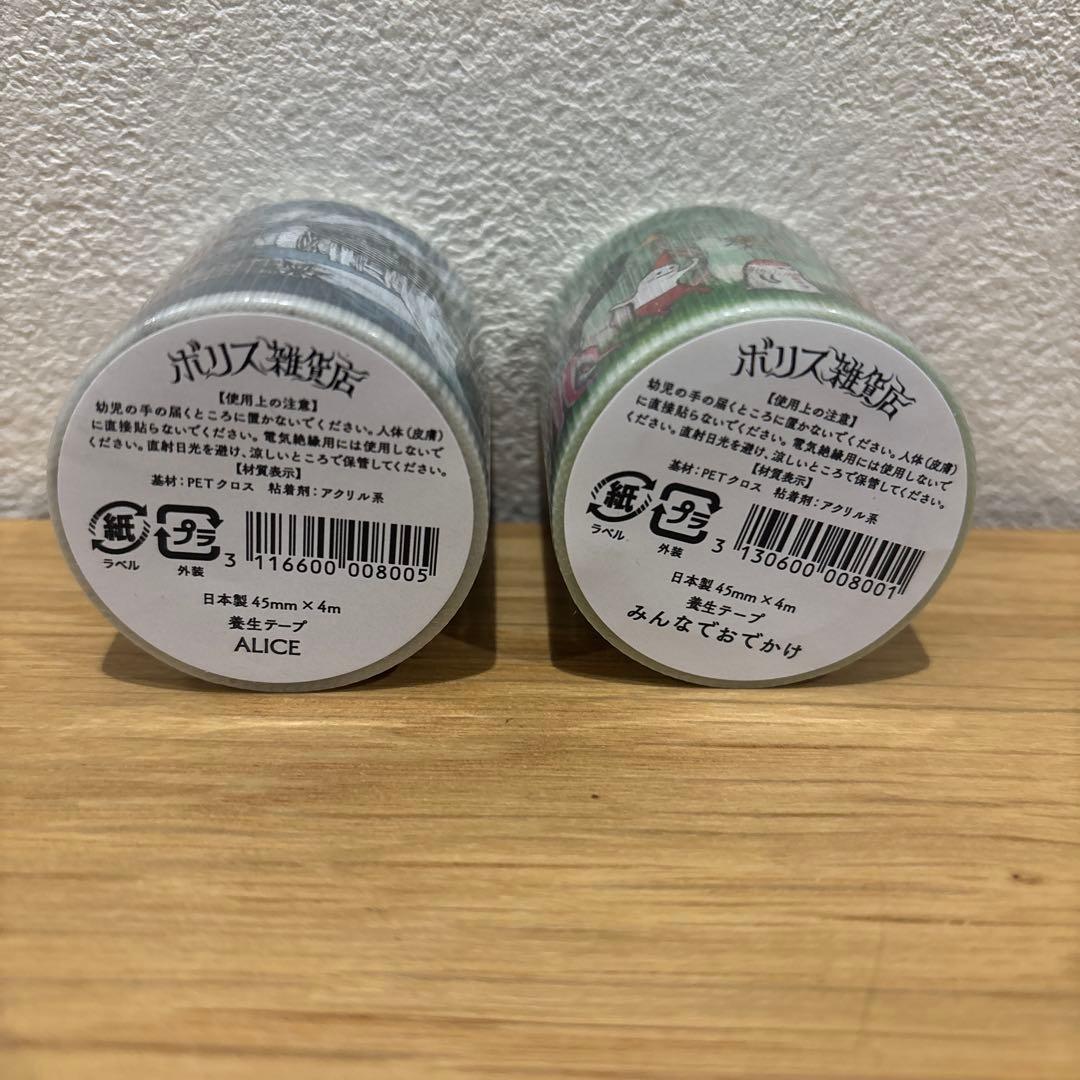 ボリス雑貨店
【使用上の注意】
幼児の手の届くところに置かないでください。人体(皮膚)
に直接貼らないでください。電気絶縁用には使用しないで
ください。直射日光を避け、涼しいところで保管してください。
【材質表示】
基材:PETクロス 粘着剤:アクリル系
紙
ラベル
プラ
外装
3 116600 008005
日本製 45mm×4m
養生テープ
ALICE
ボリス雑貨店
【使用上の注意】
幼児の手の届くところに置かないでください。人体(皮膚)
に直接貼らないでください。電気絶縁用には使用しないで
ください。直射日光を避け、涼しいところで保管してください。
【材質表示】
基材:PETクロス 粘着剤:アクリル系
紙
ラベル
プラ
外装
3 130600 008001
日本製 45mm×4m
養生テープ
みんなでおでかけ